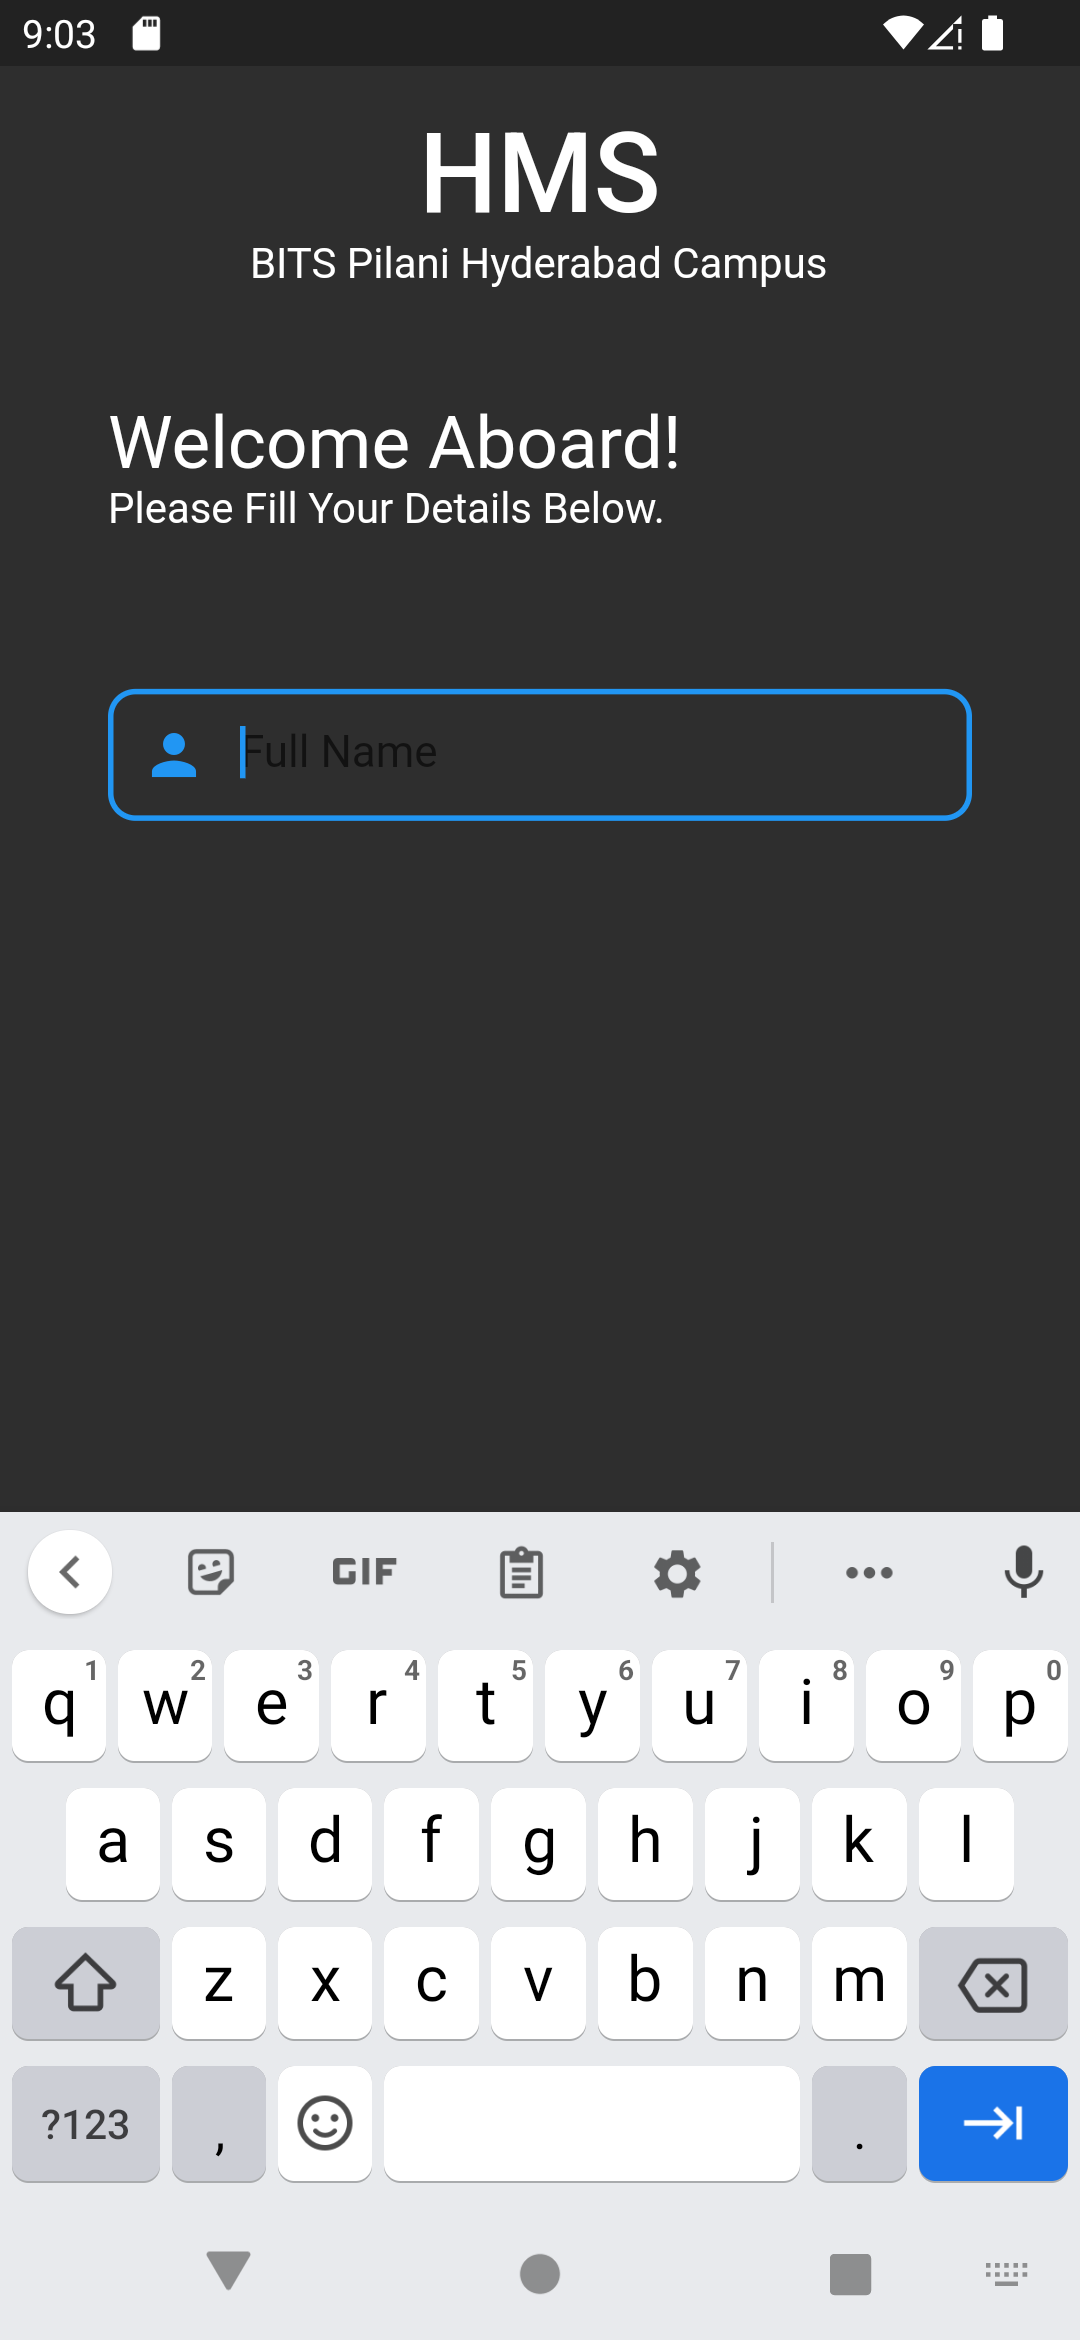 9:03
HMS
BITS Pilani Hyderabad Campus
Welcome Aboard!
Please Fill Your Details Below.
Full Name
GIF
q 1 w 2 e 3 r 4 t 5 y 6 u 7 i 8 o 9 p 0
a s d f g h j k l
z x c v b n m
?123 , .